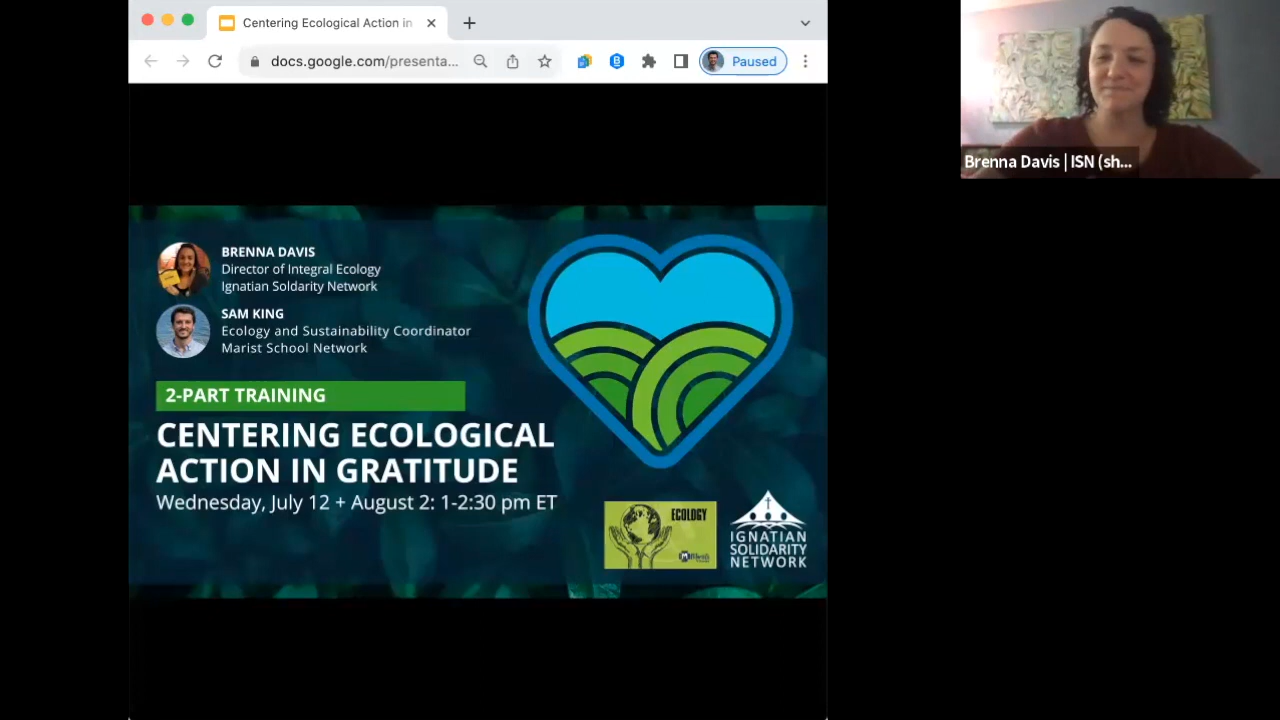 Centering Ecological Action in
docs.google.com/presenta...
Paused
Brenna Davis | ISN (sh...
BRENNA DAVIS
Director of Integral Ecology
Ignatian Soldarity Network
SAM KING
Ecology and Sustainability Coordinator
Marist School Network
2-PART TRAINING
CENTERING ECOLOGICAL
ACTION IN GRATITUDE
Wednesday, July 12 + August 2: 1-2:30 pm ET
ECOLOGY
IGNATIAN
SOLIDARITY
NETWORK